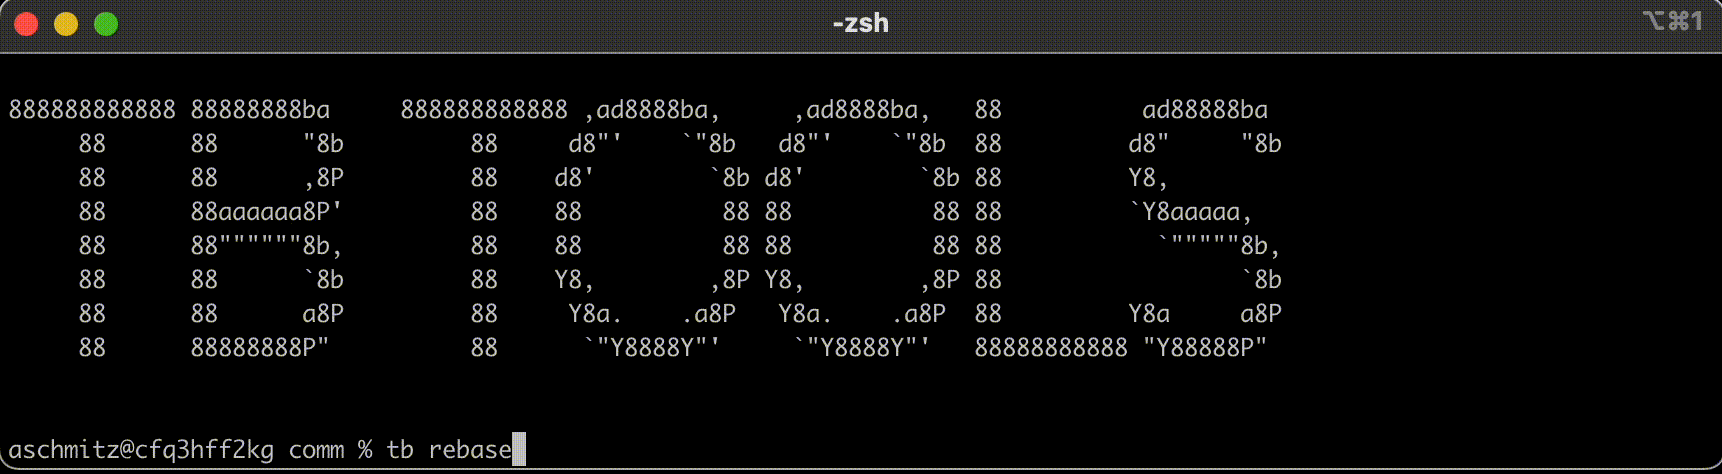 -zsh
⌥⌘1
888888888888 88888888ba     888888888888 ,ad8888ba,     ,ad8888ba,   88          ad88888ba
     88      88      "8b         88     d8"'    `"8b   d8"'    `"8b  88         d8"     "8b
     88      88      ,8P         88    d8'        `8b d8'        `8b 88         Y8,
     88      88aaaaaa8P'         88    88          88 88          88 88         `Y8aaaaa,
     88      88""""""8b,         88    88          88 88          88 88           `"""""8b,
     88      88      `8b         88    Y8,        ,8P Y8,        ,8P 88                 `8b
     88      88      a8P         88     Y8a.    .a8P   Y8a.    .a8P  88         Y8a     a8P
     88      88888888P"          88      `"Y8888Y"'     `"Y8888Y"'   88888888888 "Y88888P"
aschmitz@cfq3hff2kg comm % tb rebase